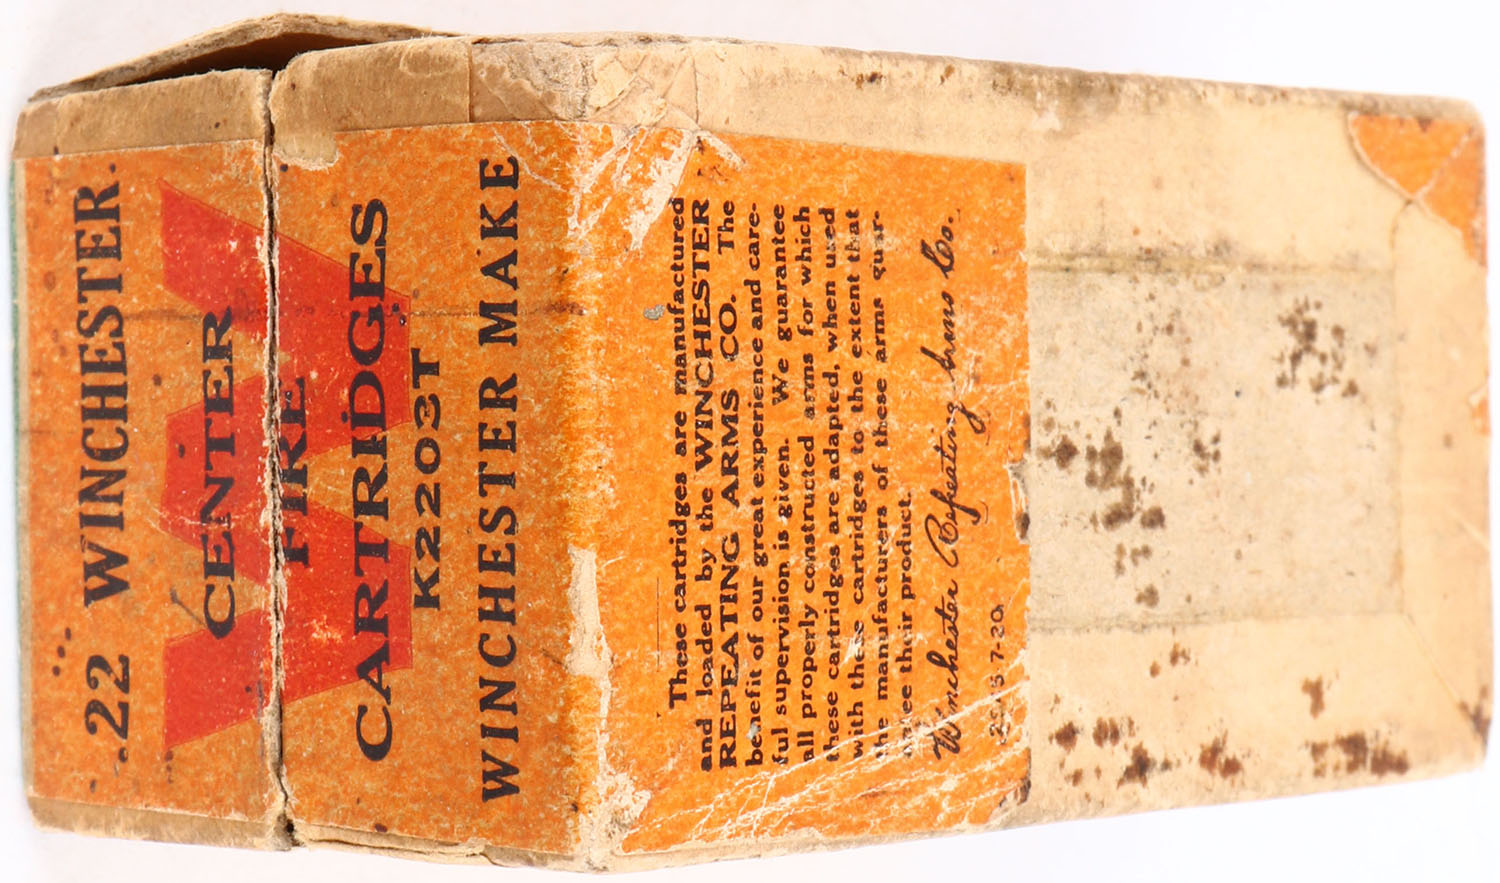 .22 WINCHESTER.
CENTER
FIRE
CARTRIDGES
K2203T
WINCHESTER MAKE
These cartridges are manufactured
and loaded by the WINCHESTER
REPEATING ARMS CO. The
benefit of our great experience and care-
ful supervision is given. We guarantee
all properly constructed arms for which
these cartridges are adapted, when used
with these cartridges to the extent that
the manufacturers of these arms guar-
antee their product.
Winchester Repeating Arms Co.